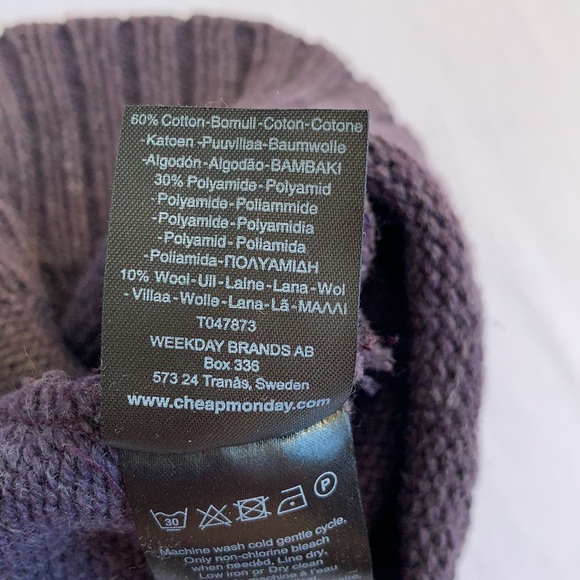 60% Cotton-Bomull-Coton-Cotone
-Katoen-Puuvillaa-Baumwolle
-Algodón-Algodão-BAMBAKI
30% Polyamide-Polyamid
-Polyamide-Poliammide
-Polyamide-Polyamidia
-Polyamid-Poliamida
-Poliamida-ΠΟΛΥΑΜΙΔΗ
10% Wool-Ull-Laine-Lana-Wol
-Villaa-Wolle-Lana-Lã-ΜΑΛΛΙ
T047873
WEEKDAY BRANDS AB
Box 336
573 24 Tranås, Sweden
www.cheapmonday.com
30 P
Machine wash cold gentle cycle.
Only non-chlorine bleach
when needed. Line dry.
Low iron or Dry clean
machine à l'eau